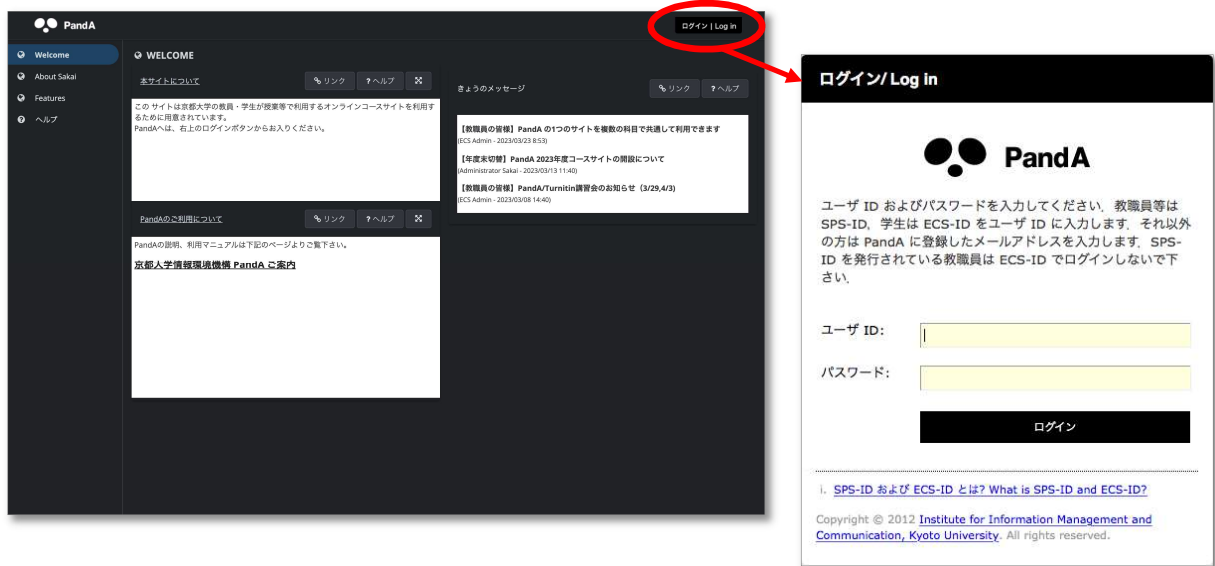 PandA
ログイン | Log in
Welcome
About Sakai
Features
ヘルプ
WELCOME
本サイトについて
リンク
? ヘルプ
この サイトは京都大学の教員・学生が授業等で利用するオンラインコースサイトを利用す
るために用意されています。
PandAへは、右上のログインボタンからお入りください。
PandAのご利用について
リンク
? ヘルプ
PandAの説明、利用マニュアルは下記のページよりご覧下さい。
京都大学情報環境機構 PandA ご案内
きょうのメッセージ
リンク
? ヘルプ
【教職員の皆様】PandA の1つのサイトを複数の科目で共通して利用できます
(ECS Admin - 2023/03/23 8:53)
【年度末切替】PandA 2023年度コースサイトの開設について
(Administrator Sakai - 2023/03/13 11:40)
【教職員の皆様】PandA/Turnitin講習会のお知らせ（3/29,4/3)
(ECS Admin - 2023/03/08 14:40)
ログイン/ Log in
PandA
ユーザ ID およびパスワードを入力してください．教職員等は
SPS-ID，学生は ECS-ID をユーザ ID に入力します．それ以外
の方は PandA に登録したメールアドレスを入力します．SPS-
ID を発行されている教職員は ECS-ID でログインしないで下
さい．
ユーザ ID:
パスワード:
ログイン
i. SPS-ID および ECS-ID とは? What is SPS-ID and ECS-ID?
Copyright © 2012 Institute for Information Management and
Communication, Kyoto University. All rights reserved.